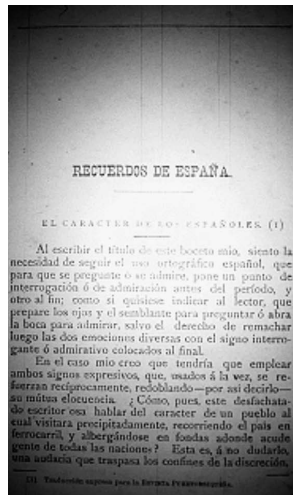 RECUERDOS DE ESPAÑA.
EL CARACTER DE LOS ESPAÑOLES. (1)
Al escribir el título de este boceto mio, siento la
necesidad de seguir el uso ortográfico español, que
para que se pregunte ó se admire, pone un punto de
interrogación ó de admiración antes del período, y
otro al fin; como si quisiese indicar al lector, que
prepare los ojos y el semblante para preguntar ó abra
la boca para admirar, salvo el derecho de remachar
luego las dos emociones diversas con el signo interro-
gante ó admirativo colocados al final.
En el caso mio creo que tendría que emplear
ambos signos expresivos, que, usados á la vez, se re-
fuerzan recíprocamente, redoblando—por así decirlo—
su mútua elocuencia. ¿Cómo, pues, este desfachata-
do escritor osa hablar del caracter de un pueblo al
cual visitara precipitadamente, recorriendo el país en
ferrocarril, y albergándose en fondas adonde acude
gente de todas las naciones? Esta es, á no dudarlo,
una audacia que traspasa los confines de la discreción,
(1) Traducción expresa para la REVISTA PUERTORRIQUEÑA.